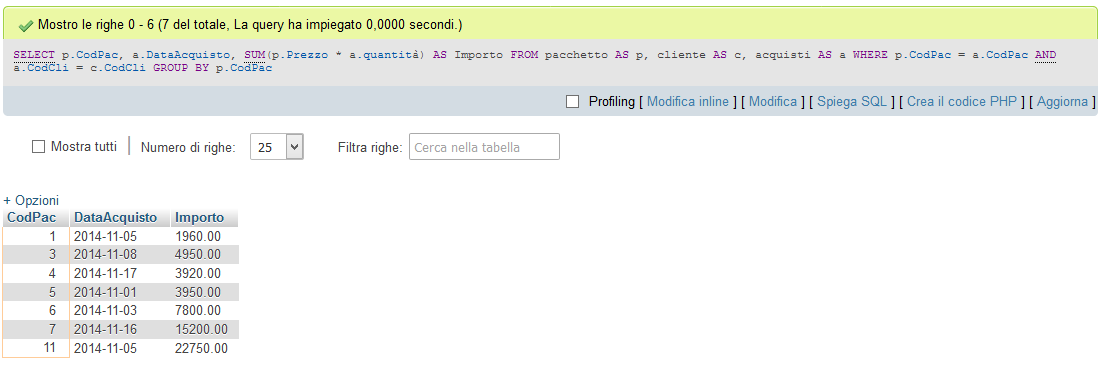 Mostro le righe 0 - 6 (7 del totale, La query ha impiegato 0,0000 secondi.)
SELECT p.CodPac, a.DataAcquisto, SUM(p.Prezzo * a.quantità) AS Importo FROM pacchetto AS p, cliente AS c, acquisti AS a WHERE p.CodPac = a.CodPac AND
a.CodCli = c.CodCli GROUP BY p.CodPac
Profiling [ Modifica inline ] [ Modifica ] [ Spiega SQL ] [ Crea il codice PHP ] [ Aggiorna ]
Mostra tutti Numero di righe: 25 Filtra righe: Cerca nella tabella
+ Opzioni
CodPac DataAcquisto Importo
1 2014-11-05 1960.00
3 2014-11-08 4950.00
4 2014-11-17 3920.00
5 2014-11-01 3950.00
6 2014-11-03 7800.00
7 2014-11-16 15200.00
11 2014-11-05 22750.00